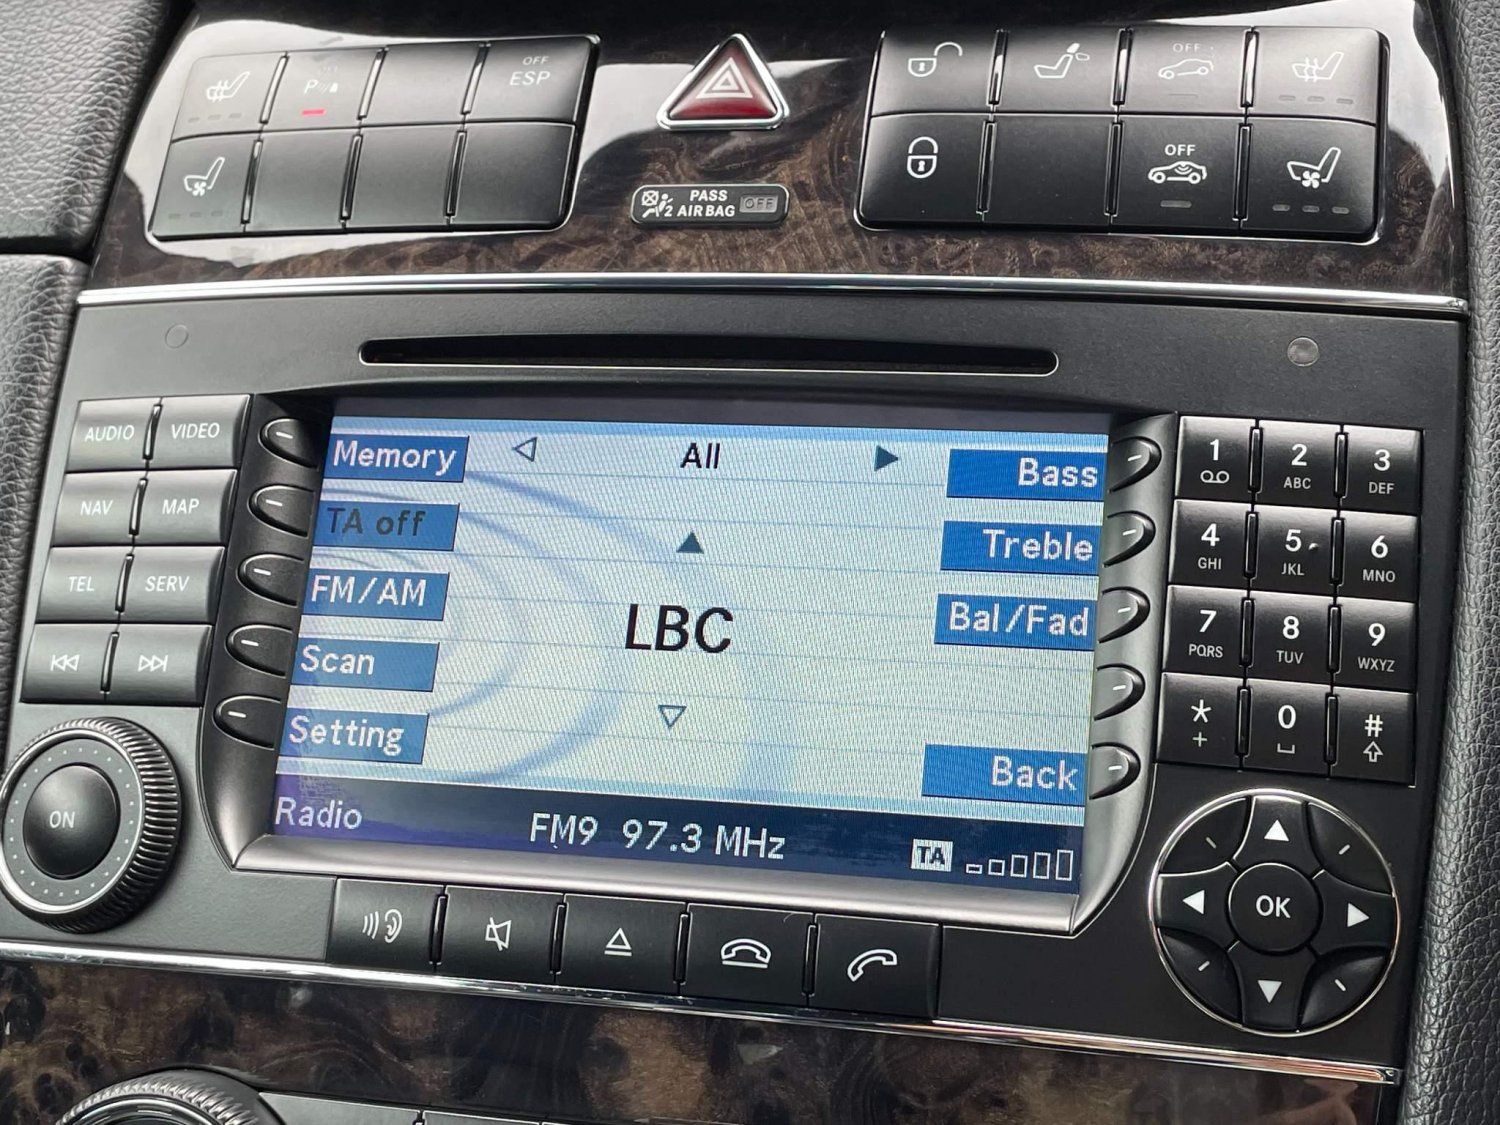 P
OFF
ESP
OFF
OFF
PASS
2 AIR BAG OFF
AUDIO VIDEO
NAV MAP
TEL SERV
ON
Memory
TA off
FM/AM
Scan
Setting
All
LBC
Bass
Treble
Bal/Fad
Back
Radio FM9 97.3 MHz TA
1 2 3
ABC DEF
4 5 6
GHI JKL MNO
7 8 9
PQRS TUV WXYZ
* 0 #
+
OK